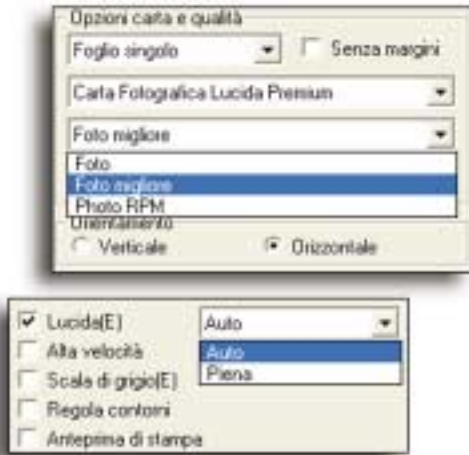 Opzioni carta e qualità
Foglio singolo Senza margini
Carta Fotografica Lucida Premium
Foto migliore
Foto
Foto migliore
Photo RPM
Orientamento
Verticale Orizzontale
Lucida(E) Auto
Alta velocità Auto
Scala di grigio(E) Piena
Regola contorni
Anteprima di stampa